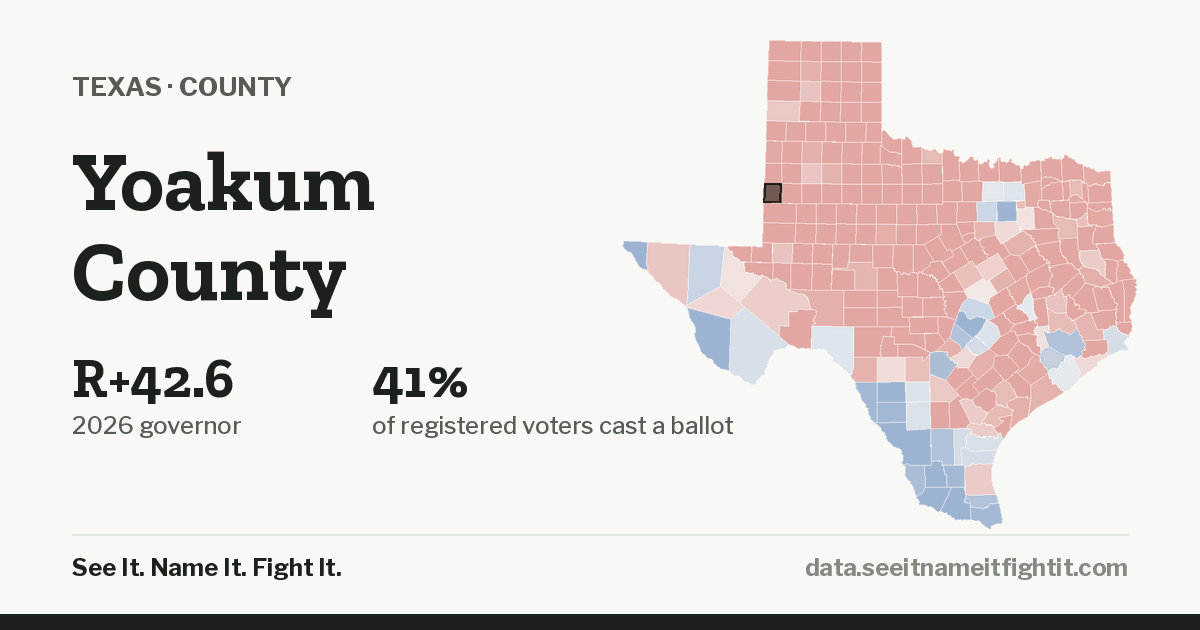 TEXAS · COUNTY
Yoakum
County
R+42.6
2026 governor
41%
of registered voters cast a ballot
See It. Name It. Fight It.
data.seeitnameitfightit.com